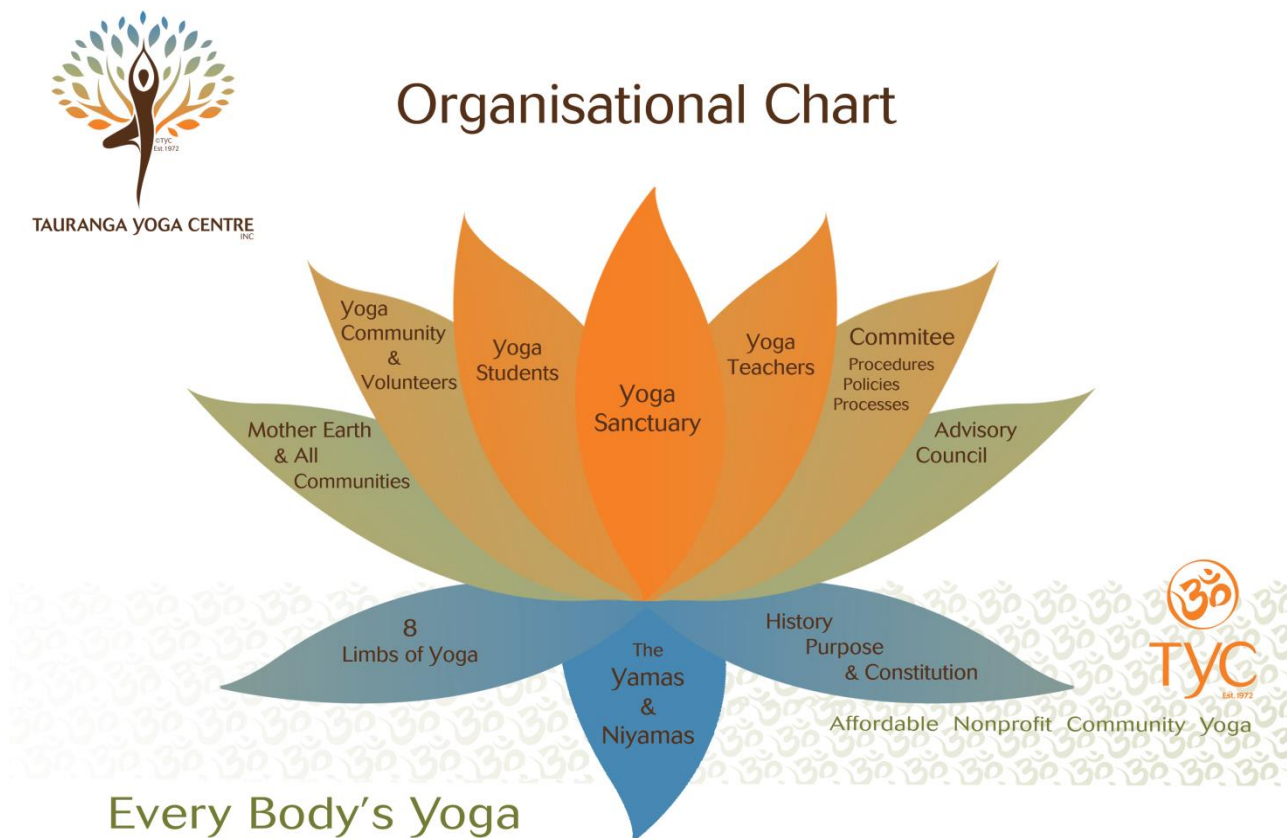 ©TYC
Est.1972
TAURANGA YOGA CENTRE
INC
Organisational Chart
Mother Earth
& All
Communities
Yoga
Community
&
Volunteers
Yoga
Students
Yoga
Sanctuary
Yoga
Teachers
Commitee
Procedures
Policies
Processes
Advisory
Council
8
Limbs of Yoga
The
Yamas
&
Niyamas
History
Purpose
& Constitution
ॐ
TYC
Est.1972
Affordable Nonprofit Community Yoga
Every Body's Yoga